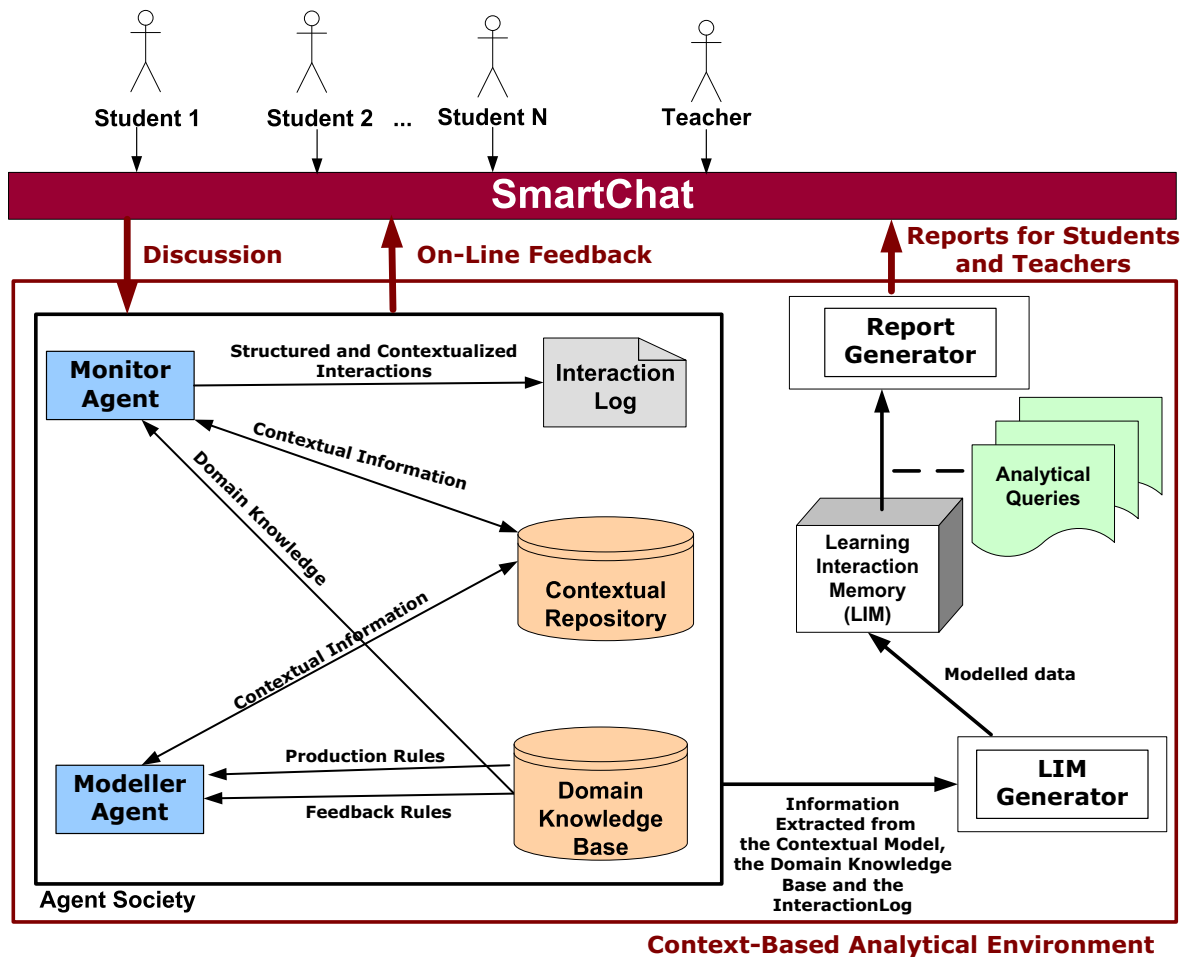 Student 1
Student 2
...
Student N
Teacher
SmartChat
Discussion
On-Line Feedback
Reports for Students
and Teachers
Monitor
Agent
Structured and Contextualized
Interactions
Interaction
Log
Report
Generator
Contextual Information
Domain Knowledge
Analytical
Queries
Contextual
Repository
Learning
Interaction
Memory
(LIM)
Contextual Information
Modelled data
Production Rules
Modeller
Agent
Feedback Rules
Domain
Knowledge
Base
LIM
Generator
Information
Extracted from
the Contextual Model,
the Domain Knowledge
Base and the
InteractionLog
Agent Society
Context-Based Analytical Environment